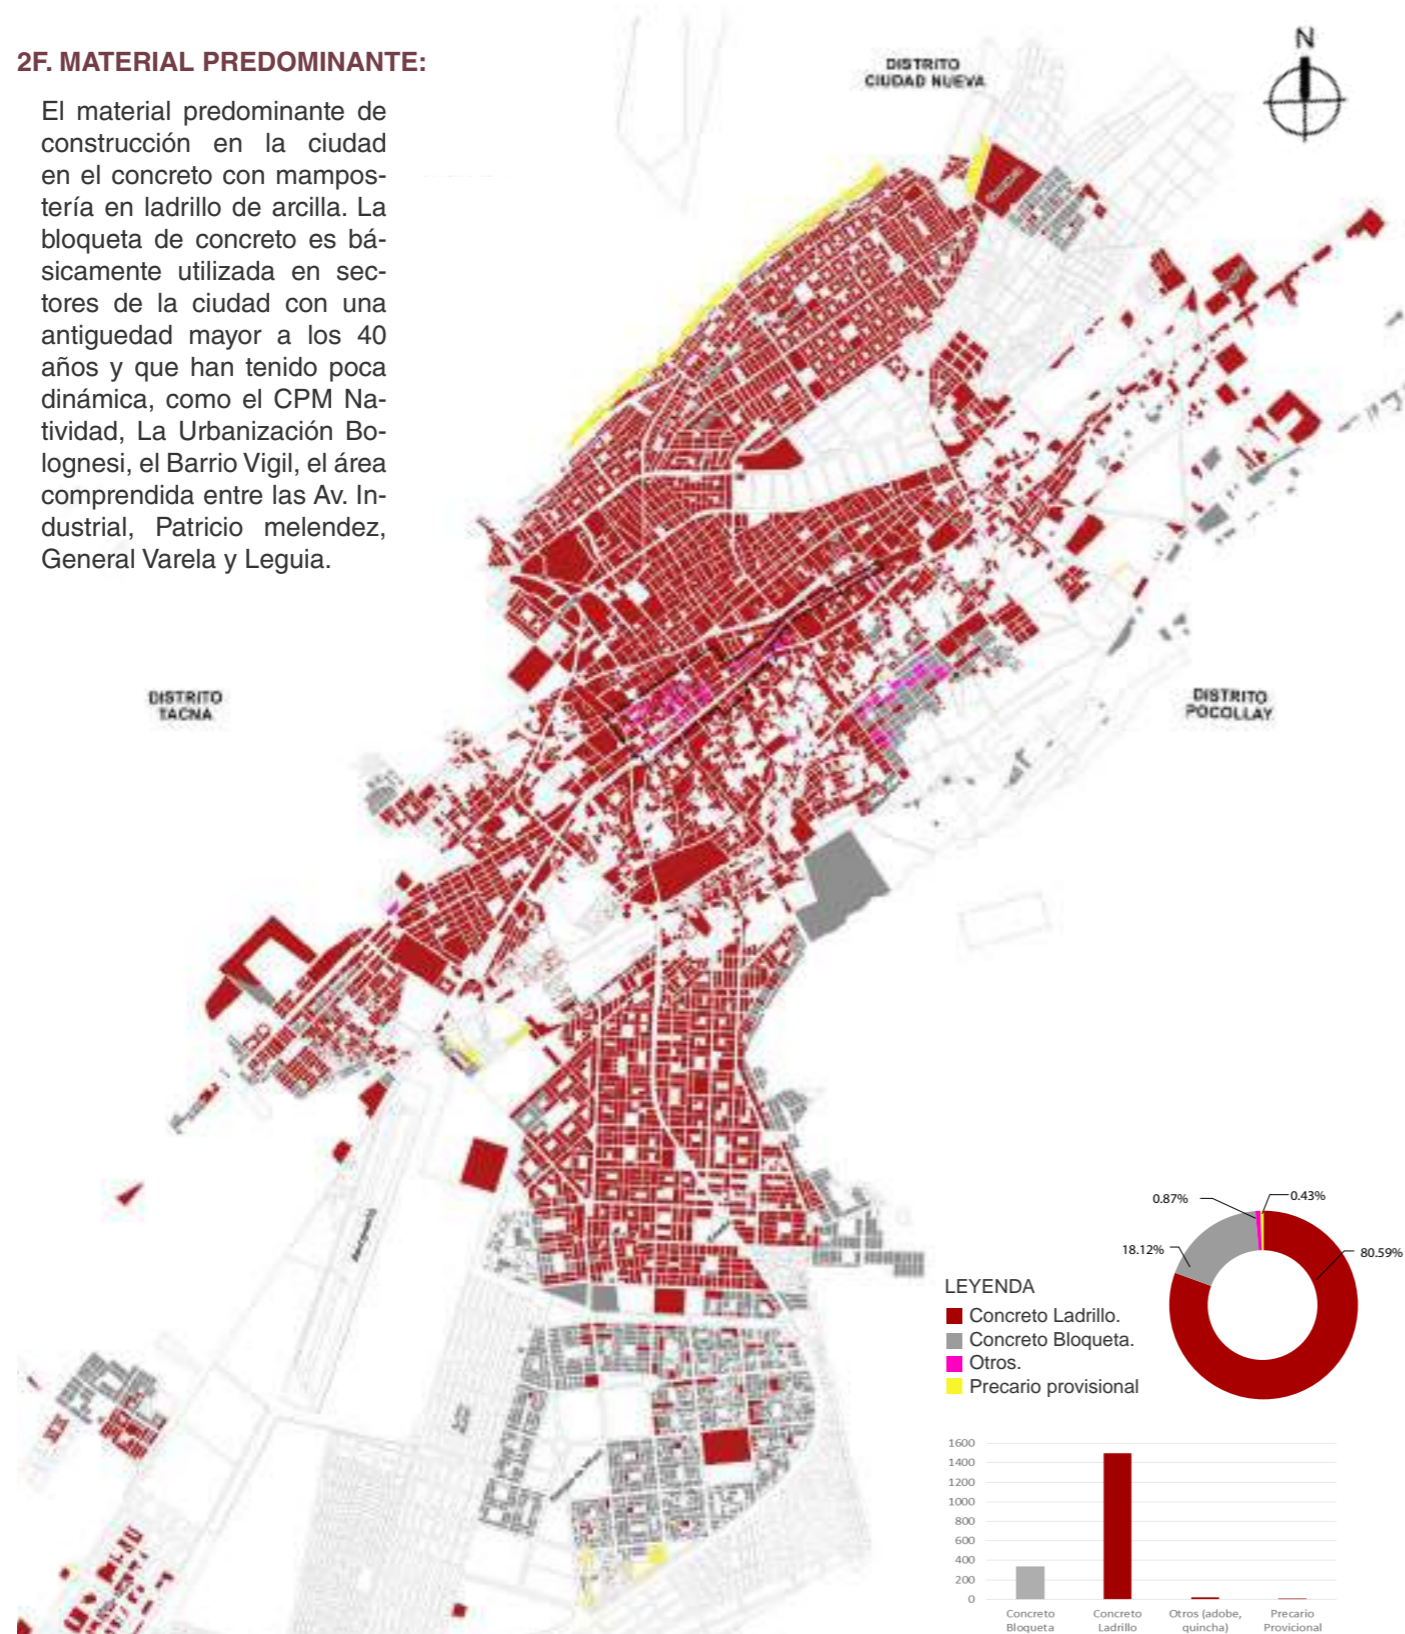 2F. MATERIAL PREDOMINANTE:
El material predominante de
construcción en la ciudad
en el concreto con mampos-
tería en ladrillo de arcilla. La
bloqueta de concreto es bá-
sicamente utilizada en sec-
tores de la ciudad con una
antiguedad mayor a los 40
años y que han tenido poca
dinámica, como el CPM Na-
tividad, La Urbanización Bo-
lognesi, el Barrio Vigil, el área
comprendida entre las Av. In-
dustrial, Patricio melendez,
General Varela y Leguia.
DISTRITO
CIUDAD NUEVA
N
DISTRITO
TACNA
DISTRITO
POCOLLAY
0.87%
0.43%
18.12%
80.59%
LEYENDA
Concreto Ladrillo.
Concreto Bloqueta.
Otros.
Precario provisional
1600
1400
1200
1000
800
600
400
200
0
Concreto
Bloqueta
Concreto
Ladrillo
Otros (adobe,
quincha)
Precario
Provicional